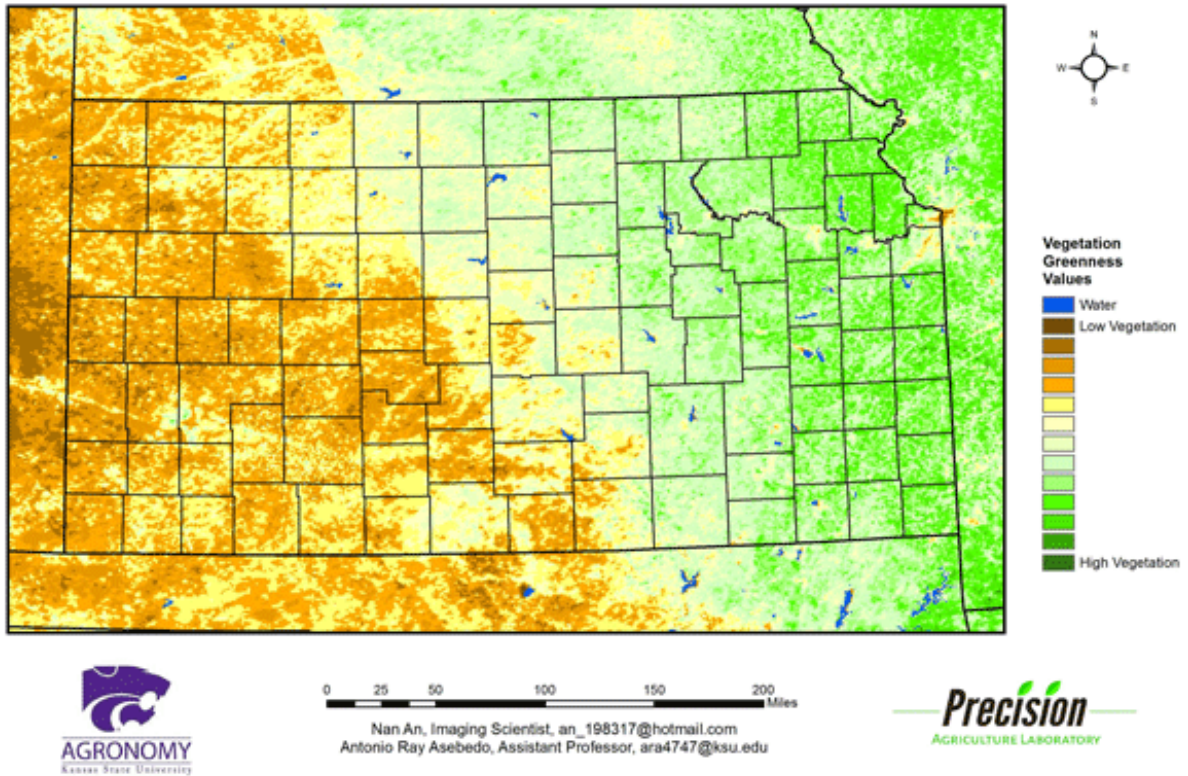 N
W E
S
Vegetation
Greenness
Values
Water
Low Vegetation
High Vegetation
0 25 50 100 150 200
Miles
Nan An, Imaging Scientist, an_198317@hotmail.com
Antonio Ray Asebedo, Assistant Professor, ara4747@ksu.edu
AGRONOMY
Kansas State University
Precision
AGRICULTURE LABORATORY